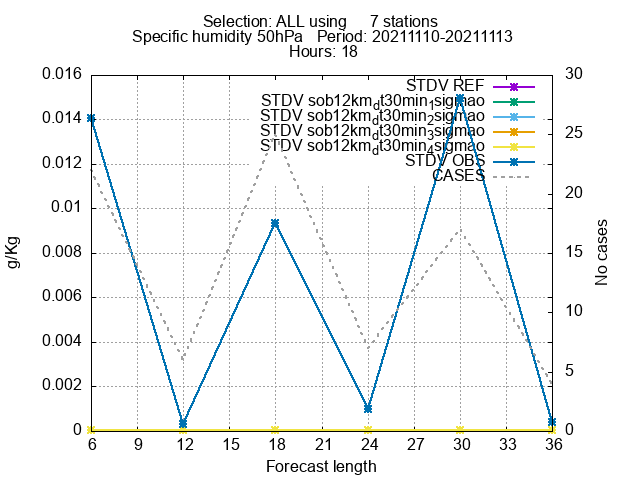 Selection: ALL using 7 stations
Specific humidity 50hPa Period: 20211110-20211113
Hours: 18
STDV REF
STDV sob12km_dt30min_1sigmao
STDV sob12km_dt30min_2sigmao
STDV sob12km_dt30min_3sigmao
STDV sob12km_dt30min_4sigmao
STDV OBS
CASES
0.016
0.014
0.012
0.01
0.008
0.006
0.004
0.002
0
g/Kg
30
25
20
15
10
5
0
No cases
6 9 12 15 18 21 24 27 30 33 36
Forecast length